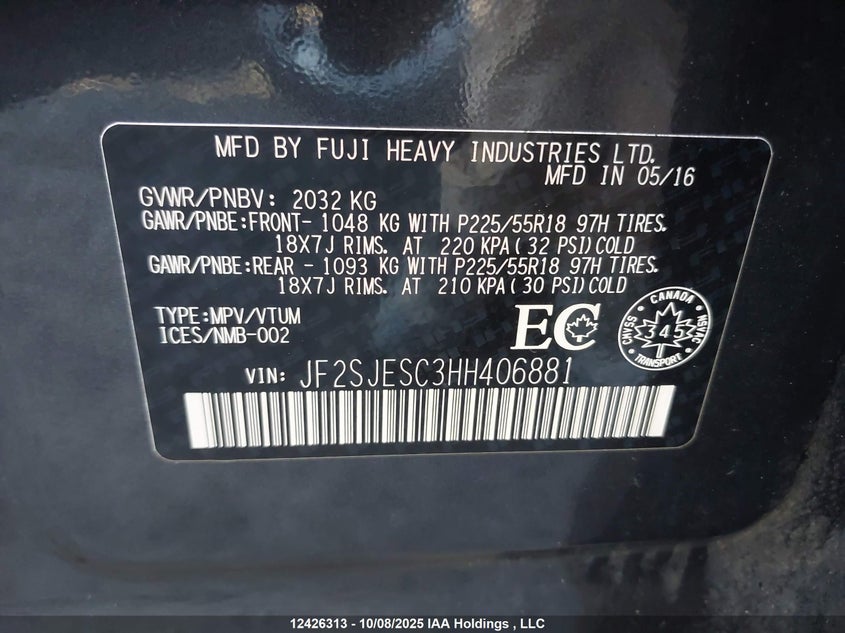 MFD BY FUJI HEAVY INDUSTRIES LTD.
MFD IN 05/16
GVWR/PNBV: 2032 KG
GAWR/PNBE:FRONT- 1048 KG WITH P225/55R18 97H TIRES.
18X7J RIMS. AT 220 KPA(32 PSI)COLD
GAWR/PNBE:REAR - 1093 KG WITH P225/55R18 97H TIRES.
18X7J RIMS. AT 210 KPA(30 PSI)COLD
TYPE:MPV/VTUM
ICES/NMB-002
EC
CANADA
CMVSS
345
NSVAC
TRANSPORT
VIN: JF2SJESC3HH406881
12426313 - 10/08/2025 IAA Holdings , LLC